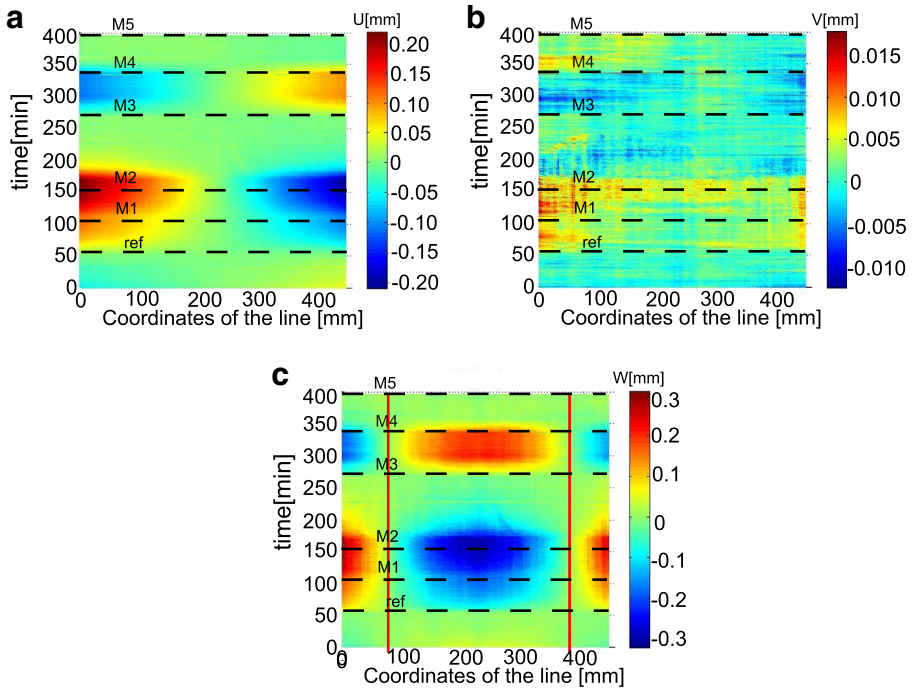 a
U[mm]
M5
400
350
300
250
200
150
100
50
0
time[min]
M4
M3
M2
M1
ref
0 100 200 300 400
Coordinates of the line [mm]
0.20
0.15
0.10
0.05
0
-0.05
-0.10
-0.15
-0.20
b
V[mm]
M5
400
350
300
250
200
150
100
50
0
time[min]
M4
M3
M2
M1
ref
0 100 200 300 400
Coordinates of the line [mm]
0.015
0.010
0.005
0
-0.005
-0.010
c
W[mm]
M5
400
350
300
250
200
150
100
50
0
time[min]
M4
M3
M2
M1
ref
0 100 200 300 400
Coordinates of the line [mm]
0.3
0.2
0.1
0
-0.1
-0.2
-0.3